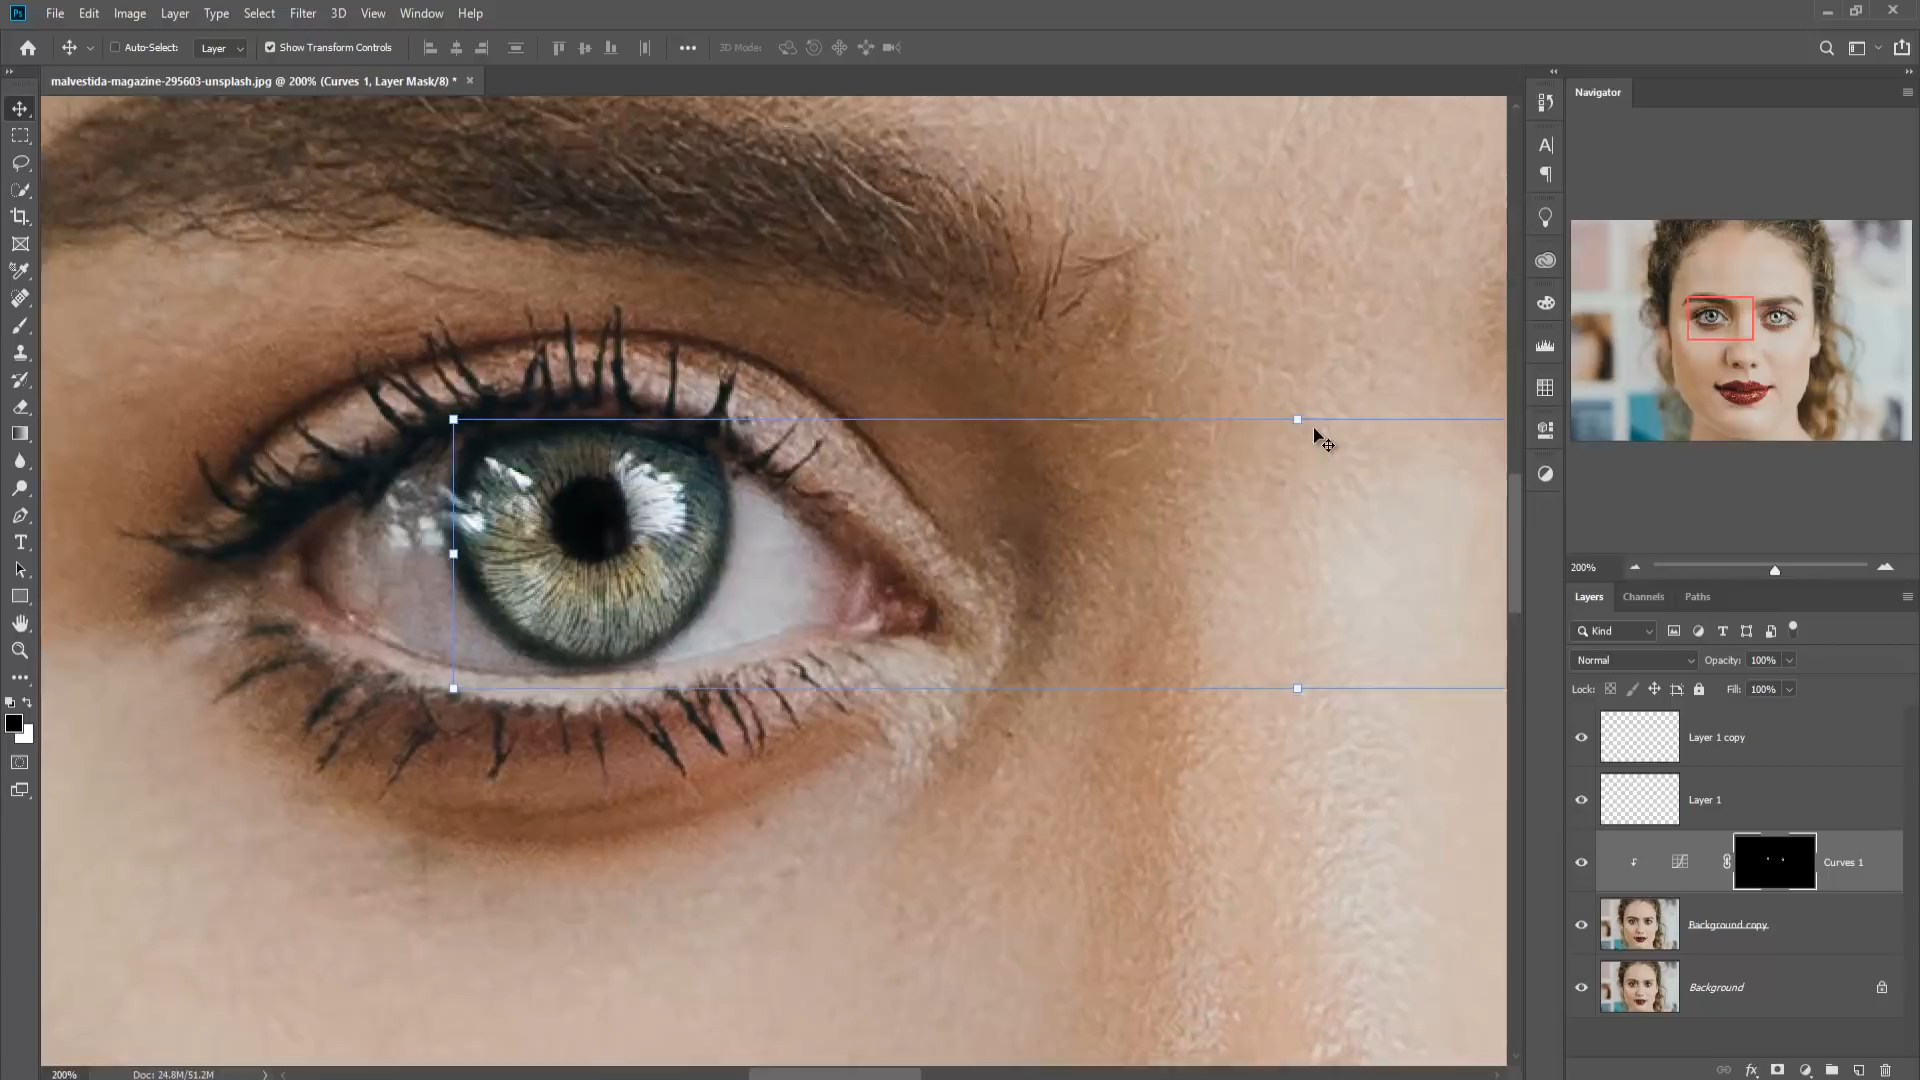 Ps File Edit Image Layer Type Select Filter 3D View Window Help
Auto-Select: Layer Show Transform Controls 3D Mode:
malvestida-magazine-295603-unsplash.jpg @ 200% (Curves 1, Layer Mask/8) *
Navigator
200%
Layers Channels Paths
Kind
Normal Opacity: 100%
Lock: Fill: 100%
Layer 1 copy
Layer 1
Curves 1
Background copy
Background
fx
200% Doc: 24.8M/51.2M